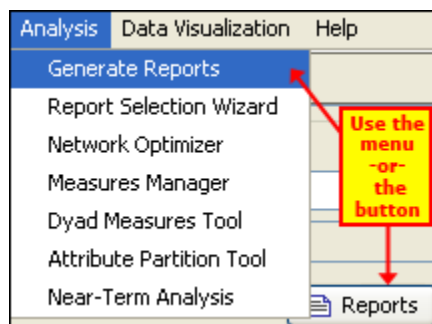 Analysis Data Visualization Help
Generate Reports
Report Selection Wizard
Network Optimizer
Measures Manager
Dyad Measures Tool
Attribute Partition Tool
Near-Term Analysis
Use the
menu
-or-
the
button
Reports